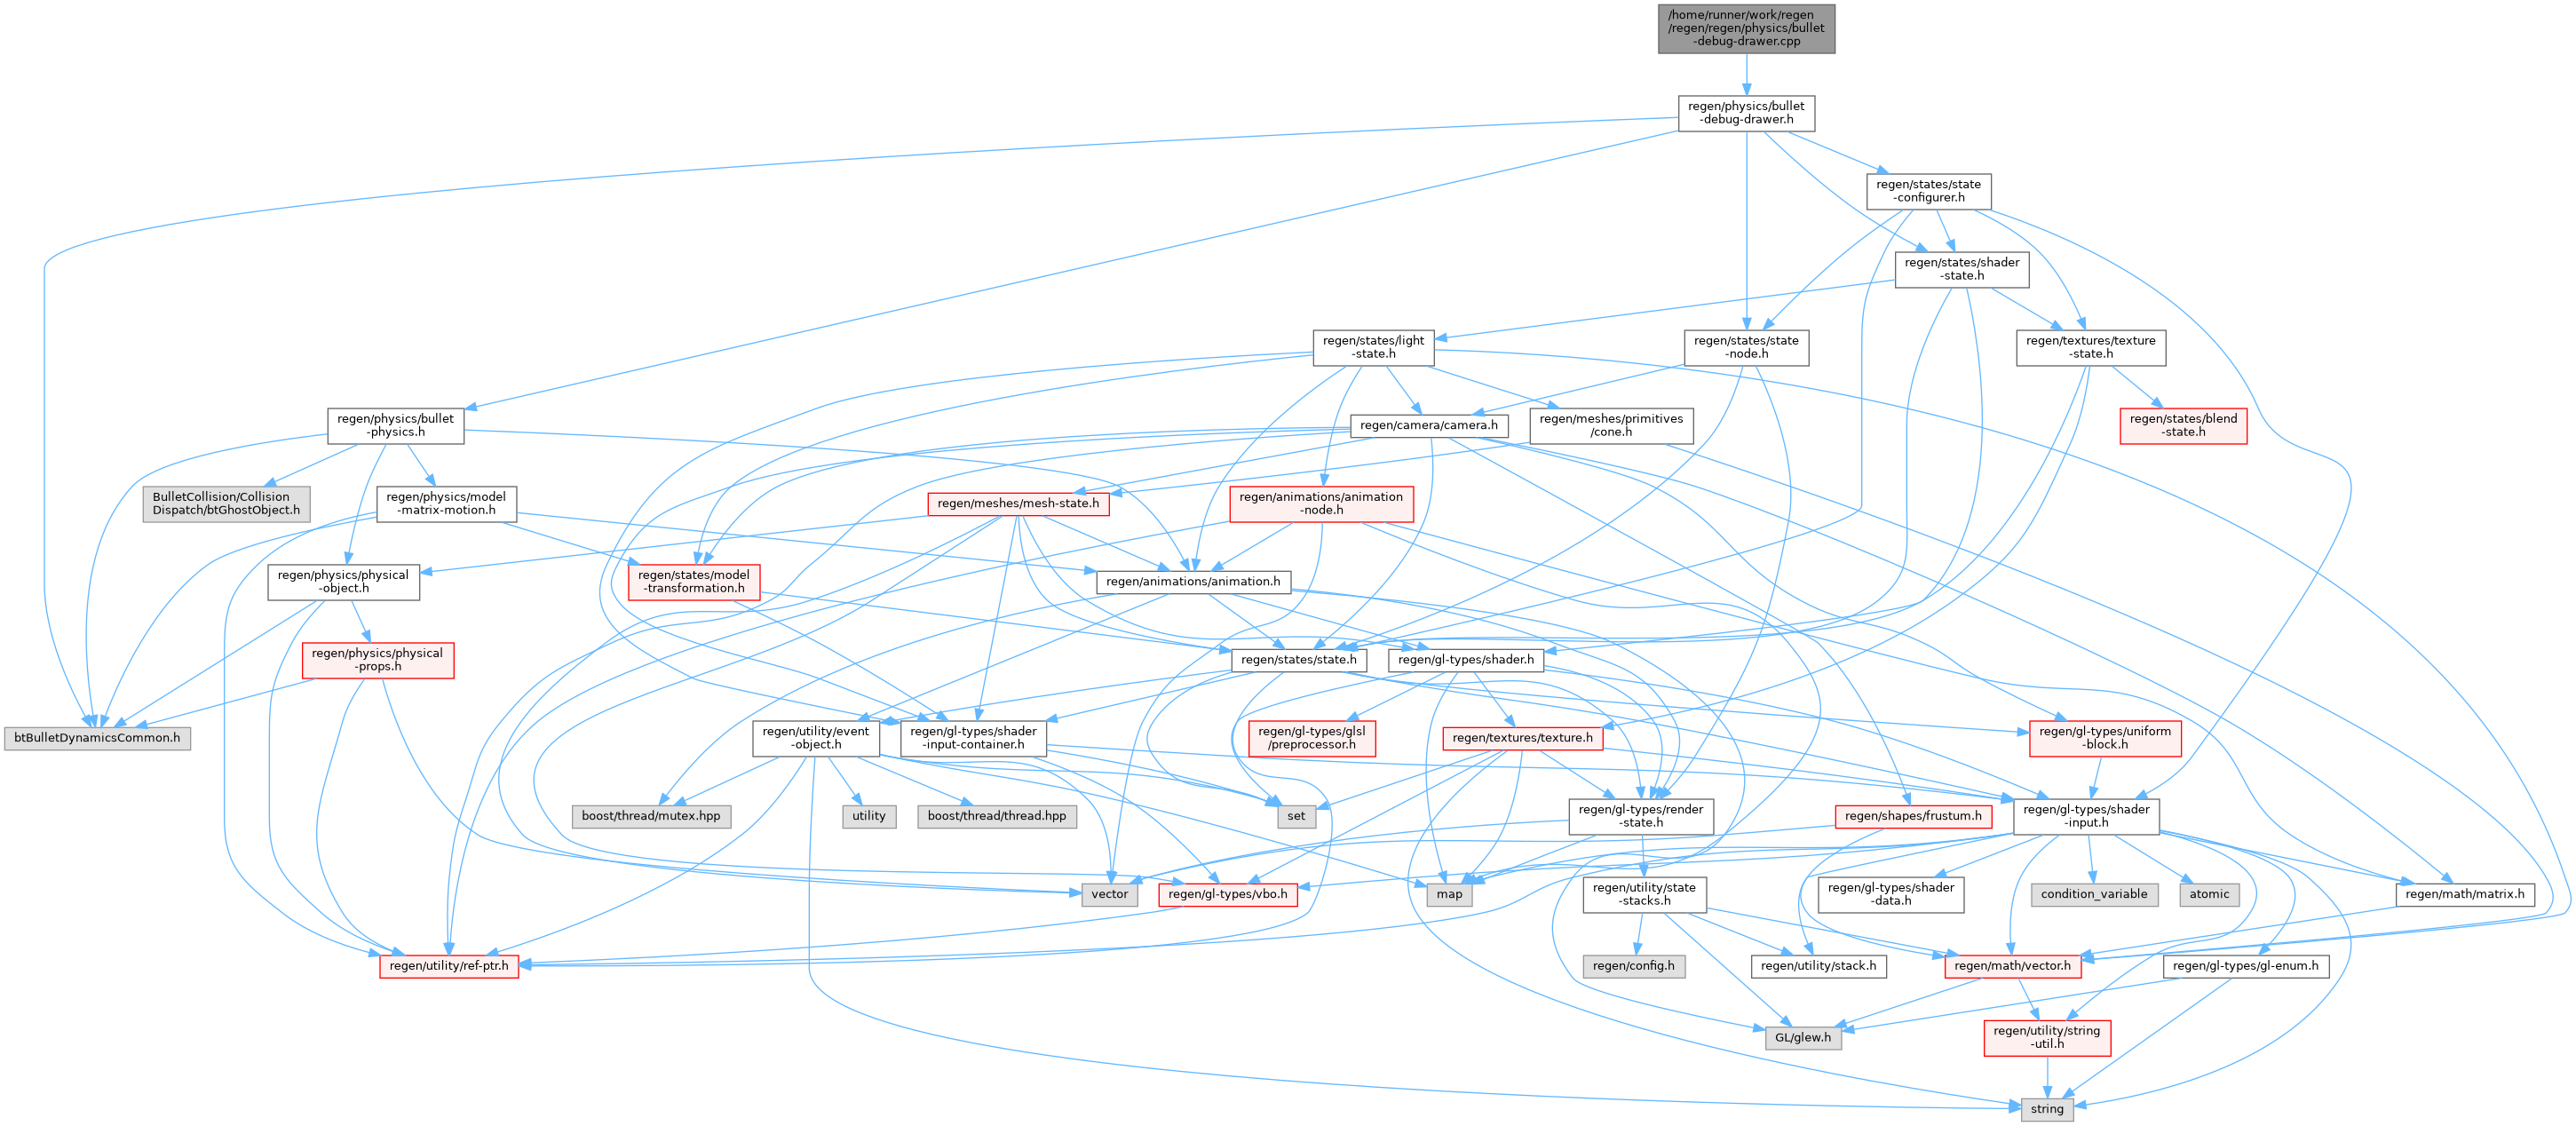 /home/runner/work/regen
/regen/regen/physics/bullet
-debug-drawer.cpp
regen/physics/bullet
-debug-drawer.h
regen/states/state
-configurer.h
regen/states/shader
-state.h
regen/states/light
-state.h
regen/states/state
-node.h
regen/textures/texture
-state.h
regen/physics/bullet
-physics.h
regen/camera/camera.h
regen/meshes/primitives
/cone.h
regen/states/blend
-state.h
BulletCollision/Collision
Dispatch/btGhostObject.h
regen/physics/model
-matrix-motion.h
regen/meshes/mesh-state.h
regen/animations/animation
-node.h
regen/physics/physical
-object.h
regen/states/model
-transformation.h
regen/animations/animation.h
regen/physics/physical
-props.h
regen/states/state.h
regen/gl-types/shader.h
btBulletDynamicsCommon.h
regen/utility/event
-object.h
regen/gl-types/shader
-input-container.h
regen/gl-types/glsl
/preprocessor.h
regen/textures/texture.h
regen/gl-types/uniform
-block.h
boost/thread/mutex.hpp
utility
boost/thread/thread.hpp
set
regen/gl-types/render
-state.h
regen/shapes/frustum.h
regen/gl-types/shader
-input.h
vector
regen/gl-types/vbo.h
map
regen/utility/state
-stacks.h
regen/gl-types/shader
-data.h
condition_variable
atomic
regen/math/matrix.h
regen/utility/ref-ptr.h
regen/config.h
regen/utility/stack.h
regen/math/vector.h
regen/gl-types/gl-enum.h
GL/glew.h
regen/utility/string
-util.h
string